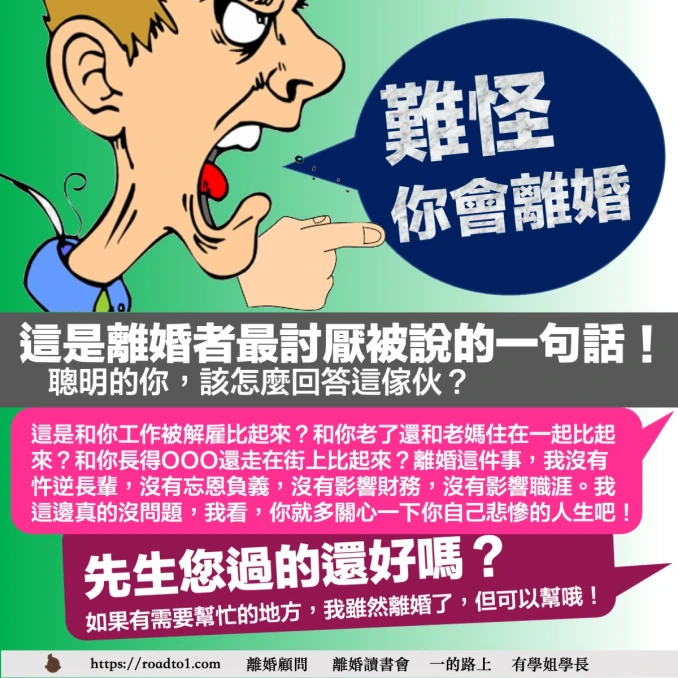 難怪
你會離婚
這是離婚者最討厭被說的一句話！
聰明的你，該怎麼回答這傢伙？
這是和你工作被解雇比起來？和你老了還和老媽住在一起比起
來？和你長得OOO還走在街上比起來？離婚這件事，我沒有
忤逆長輩，沒有忘恩負義，沒有影響財務，沒有影響職涯。我
這邊真的沒問題，我看，你就多關心一下你自己悲慘的人生吧！
先生您過的還好嗎？
如果有需要幫忙的地方，我雖然離婚了，但可以幫哦！
https://roadto1.com 離婚顧問 離婚讀書會 一的路上 有學姐學長